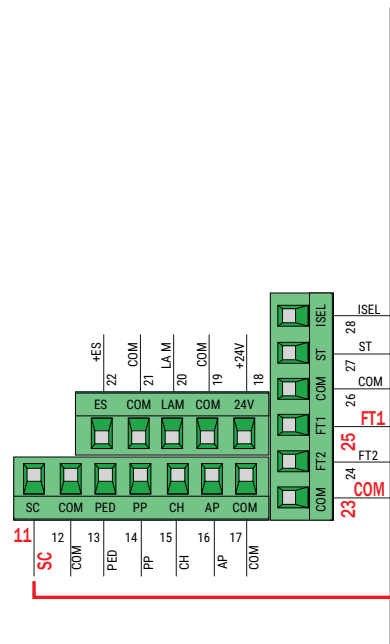 ISEL
28
ISEL
ST
27
ST
COM
26
COM
FT1
25
FT1
FT2
24
FT2
COM
23
COM
+ES
COM
LA M
COM
+24V
22
21
20
19
18
ES COM LAM COM 24V
SC COM PED PP CH AP COM
11 12 13 14 15 16 17
SC COM PED PP CH AP COM